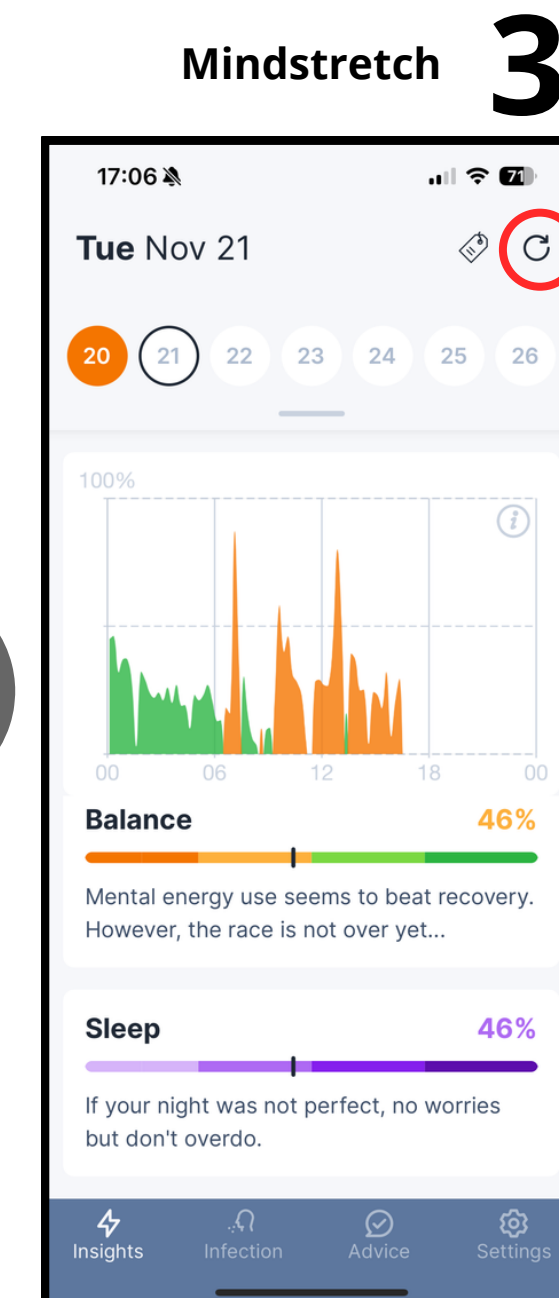 Mindstretch 3
17:06 71
Tue Nov 21
20 21 22 23 24 25 26
100%
i
00 06 12 18 00
Balance 46%
Mental energy use seems to beat recovery.
However, the race is not over yet...
Sleep 46%
If your night was not perfect, no worries
but don't overdo.
Insights Infection Advice Settings